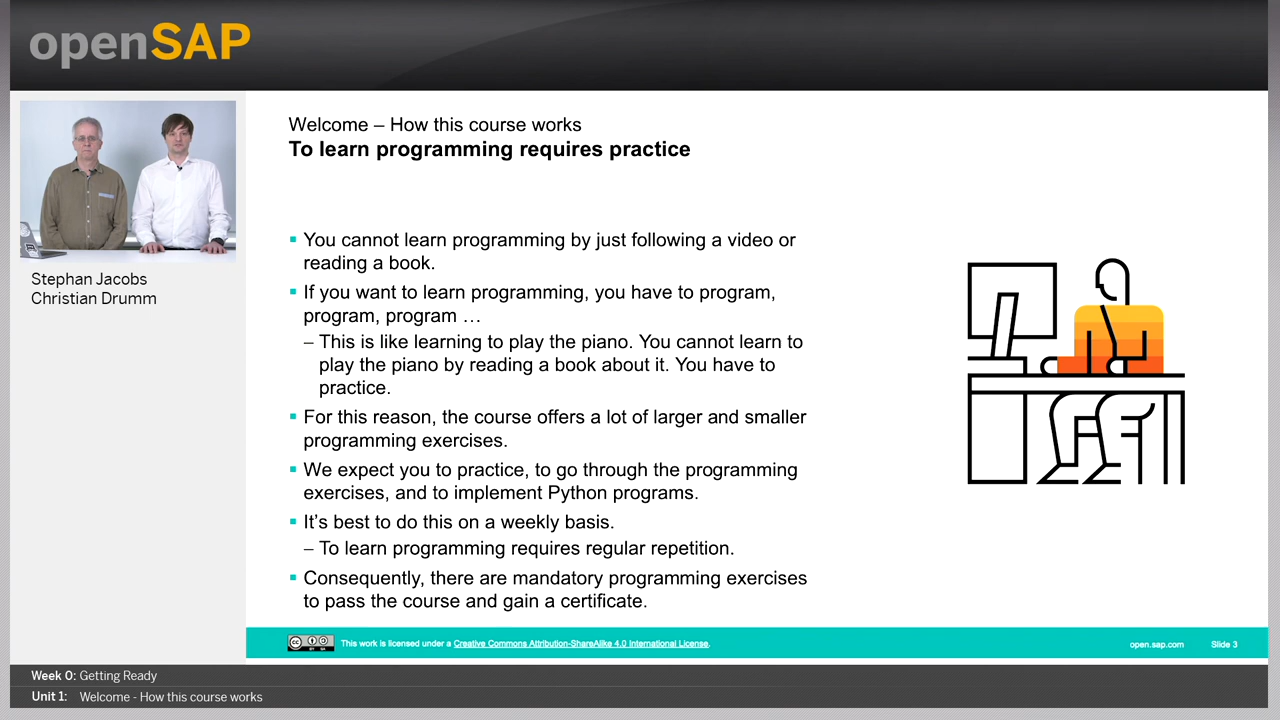 openSAP
Stephan Jacobs
Christian Drumm
Welcome – How this course works
To learn programming requires practice
▪ You cannot learn programming by just following a video or
reading a book.
▪ If you want to learn programming, you have to program,
program, program …
– This is like learning to play the piano. You cannot learn to
play the piano by reading a book about it. You have to
practice.
▪ For this reason, the course offers a lot of larger and smaller
programming exercises.
▪ We expect you to practice, to go through the programming
exercises, and to implement Python programs.
▪ It’s best to do this on a weekly basis.
– To learn programming requires regular repetition.
▪ Consequently, there are mandatory programming exercises
to pass the course and gain a certificate.
cc BY SA This work is licensed under a Creative Commons Attribution-ShareAlike 4.0 International License. open.sap.com Slide 3
Week 0: Getting Ready
Unit 1: Welcome - How this course works